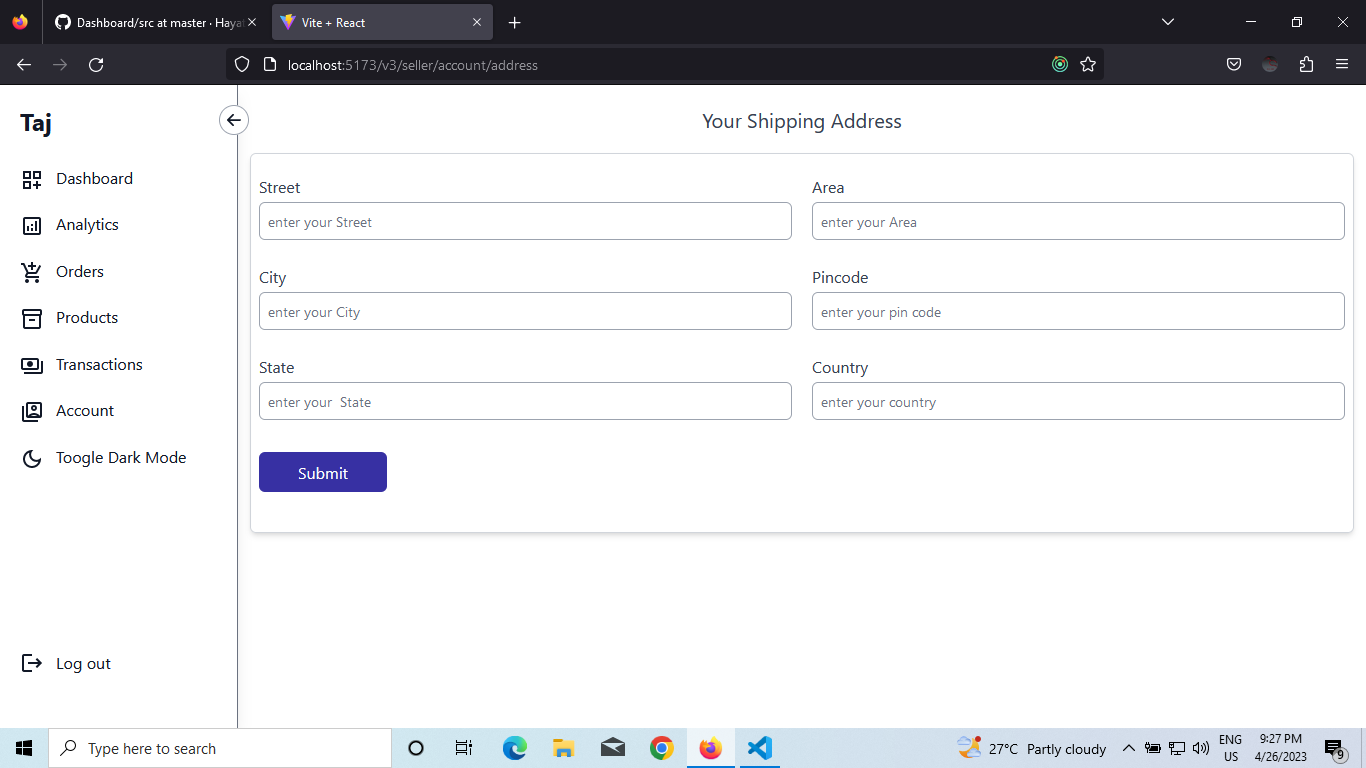 Dashboard/src at master · Haya
Vite + React
localhost:5173/v3/seller/account/address
Taj
Your Shipping Address
Dashboard
Analytics
Orders
Products
Transactions
Account
Toogle Dark Mode
Log out
Street
Area
enter your Street
enter your Area
City
Pincode
enter your City
enter your pin code
State
Country
enter your  State
enter your country
Submit
Type here to search
27°C Partly cloudy
ENG
US
9:27 PM
4/26/2023
9